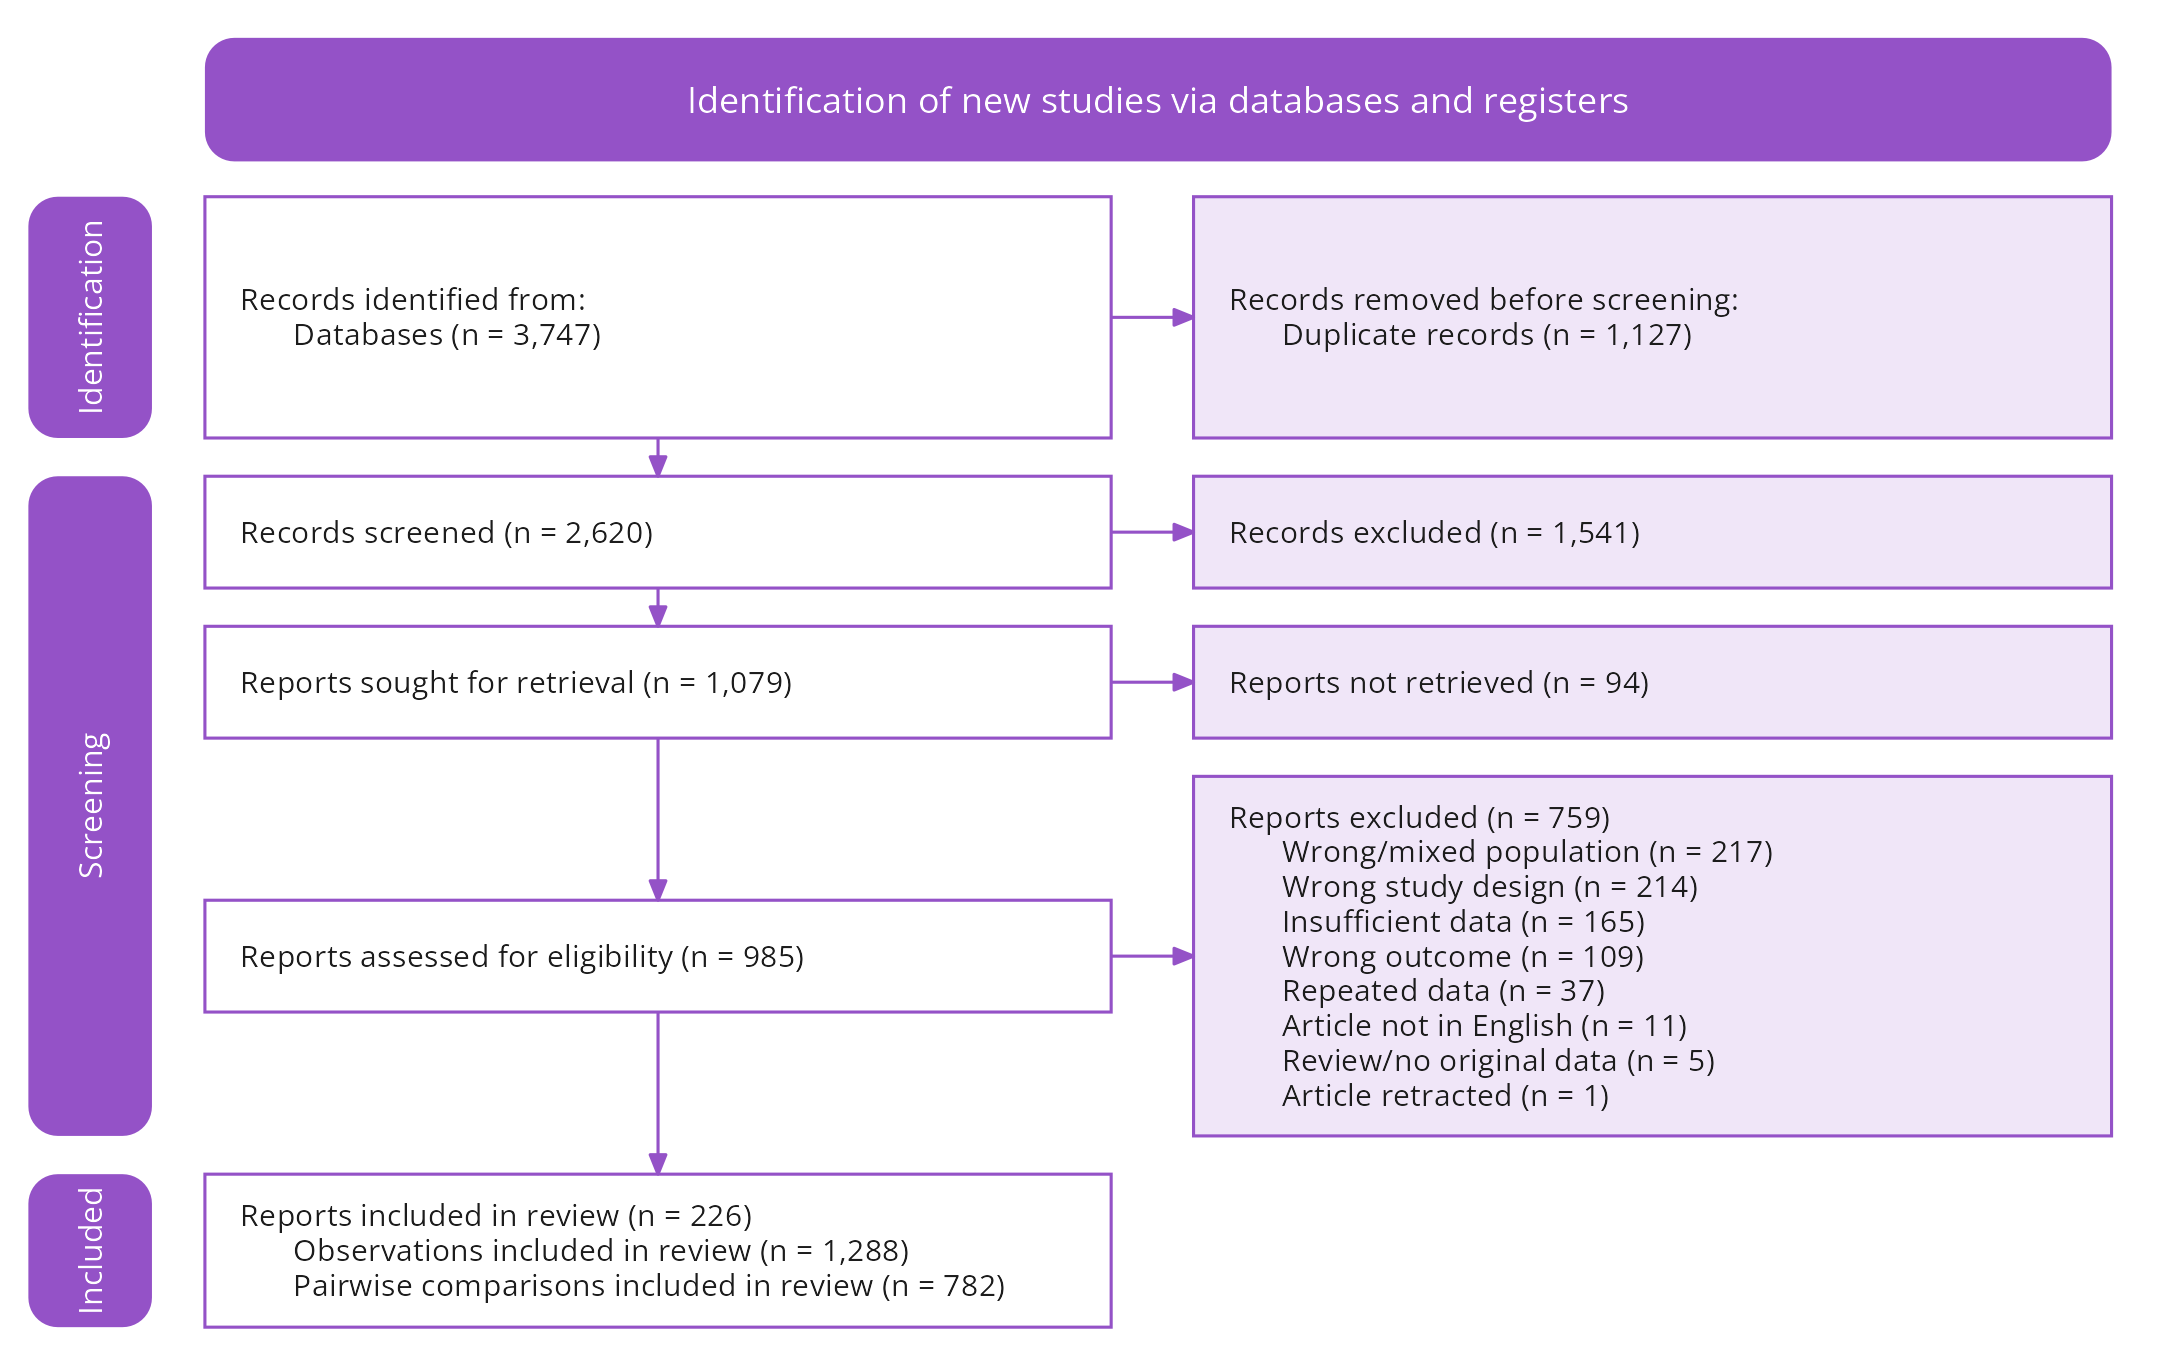 Identification of new studies via databases and registers
Identification
Records identified from:
Databases (n = 3,747)
Records removed before screening:
Duplicate records (n = 1,127)
Screening
Records screened (n = 2,620)
Records excluded (n = 1,541)
Reports sought for retrieval (n = 1,079)
Reports not retrieved (n = 94)
Reports assessed for eligibility (n = 985)
Reports excluded (n = 759)
Wrong/mixed population (n = 217)
Wrong study design (n = 214)
Insufficient data (n = 165)
Wrong outcome (n = 109)
Repeated data (n = 37)
Article not in English (n = 11)
Review/no original data (n = 5)
Article retracted (n = 1)
Included
Reports included in review (n = 226)
Observations included in review (n = 1,288)
Pairwise comparisons included in review (n = 782)